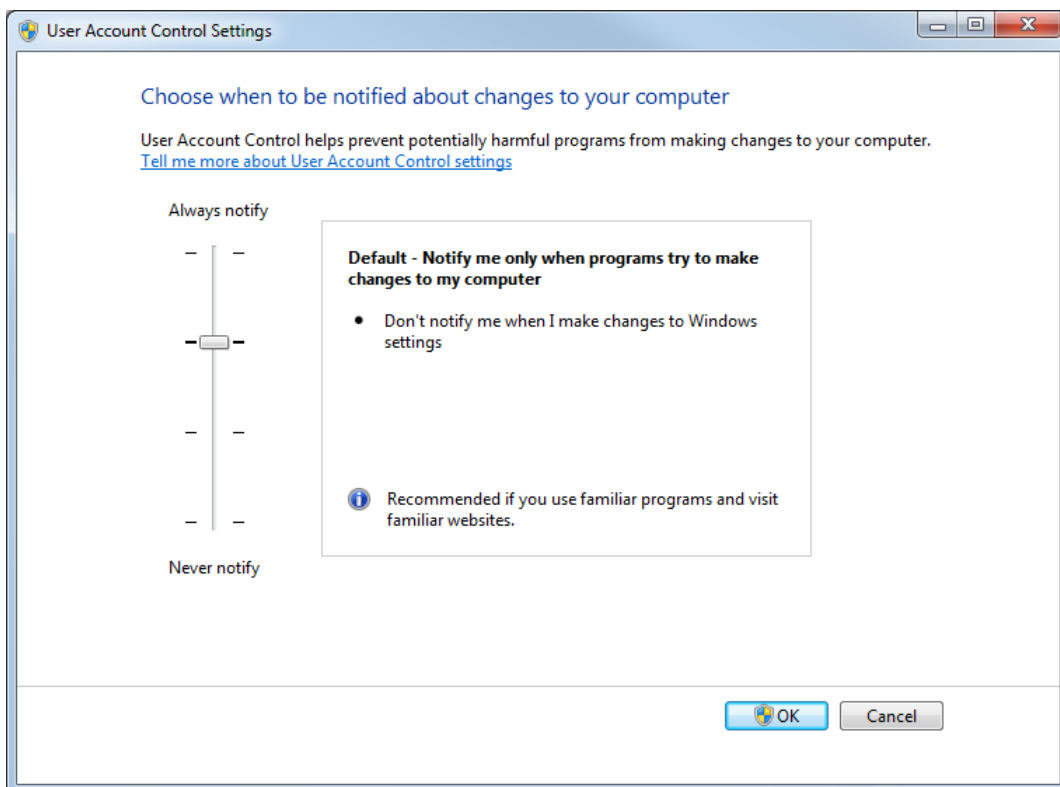 User Account Control Settings
Choose when to be notified about changes to your computer
User Account Control helps prevent potentially harmful programs from making changes to your computer.
Tell me more about User Account Control settings
Always notify
Default - Notify me only when programs try to make
changes to my computer
• Don't notify me when I make changes to Windows
settings
Recommended if you use familiar programs and visit
familiar websites.
Never notify
OK
Cancel